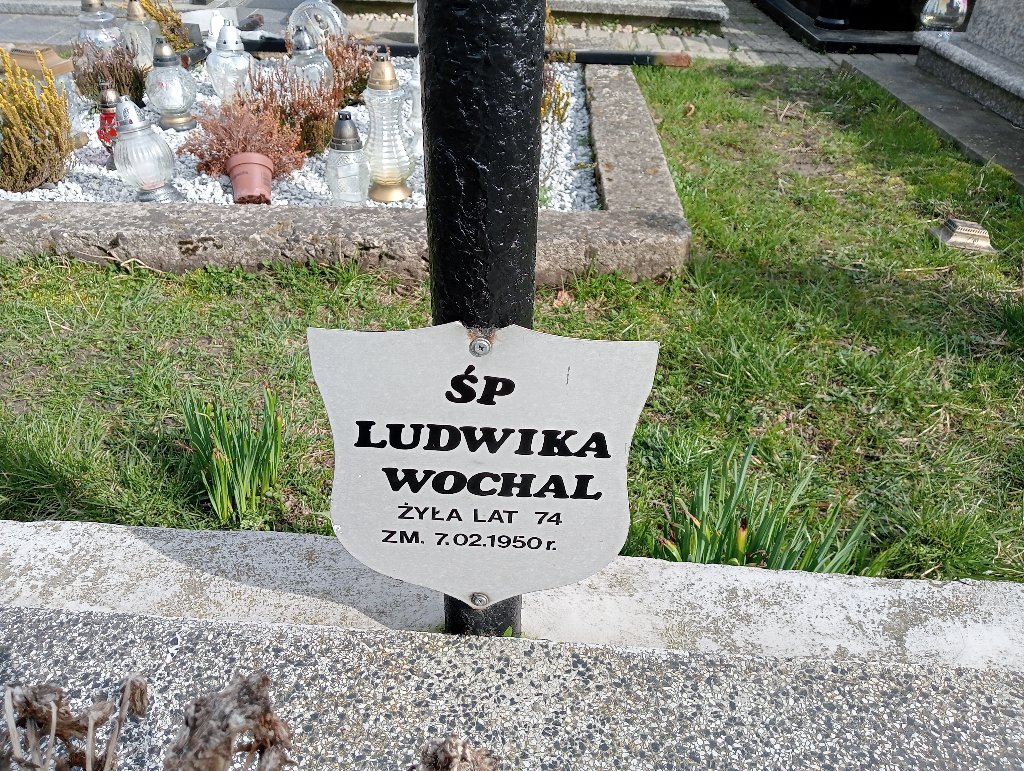 ŚP
LUDWIKA
WOCHAL
ŻYŁA LAT 74
ZM. 7.02.1950 r.